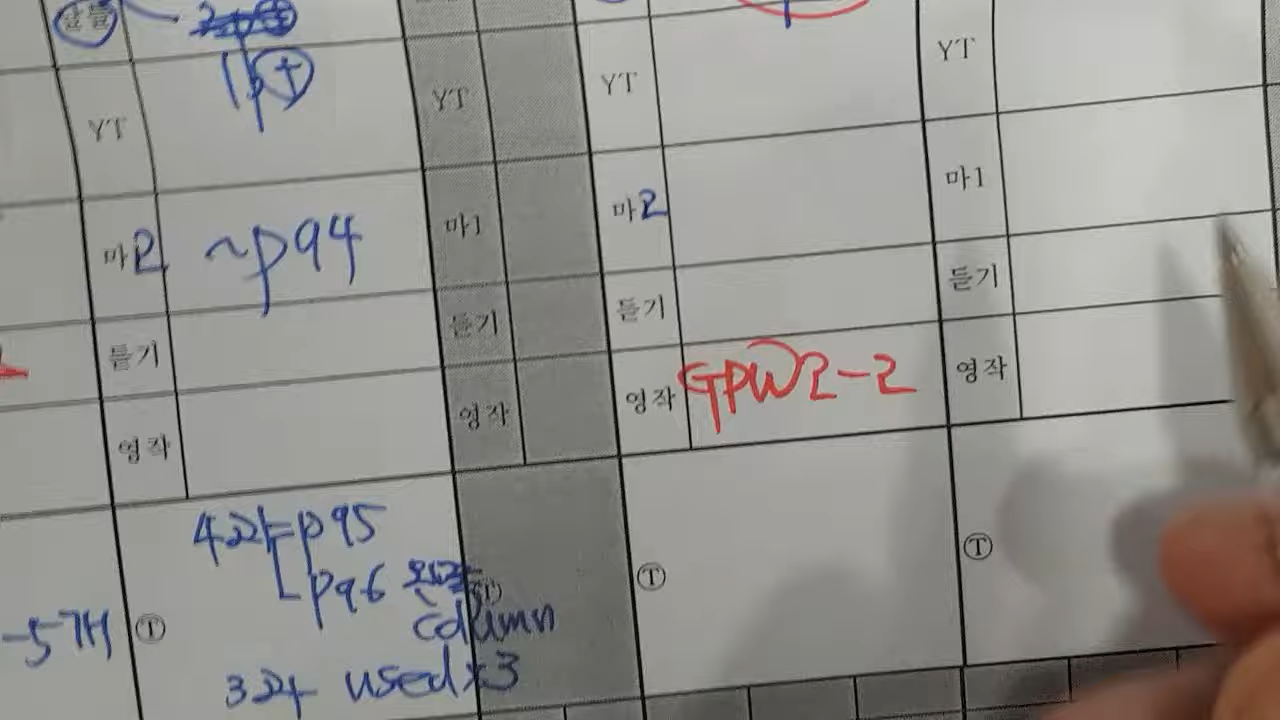 YT
1p+
YT
YT
YT
마2
~p94
마1
마2
마1
듣기
듣기
듣기
듣기
영작
영작
영작
GPW2-2
영작
4과 p95
p96
column
3과 used×3
-5개
Ⓣ
Ⓣ
Ⓣ